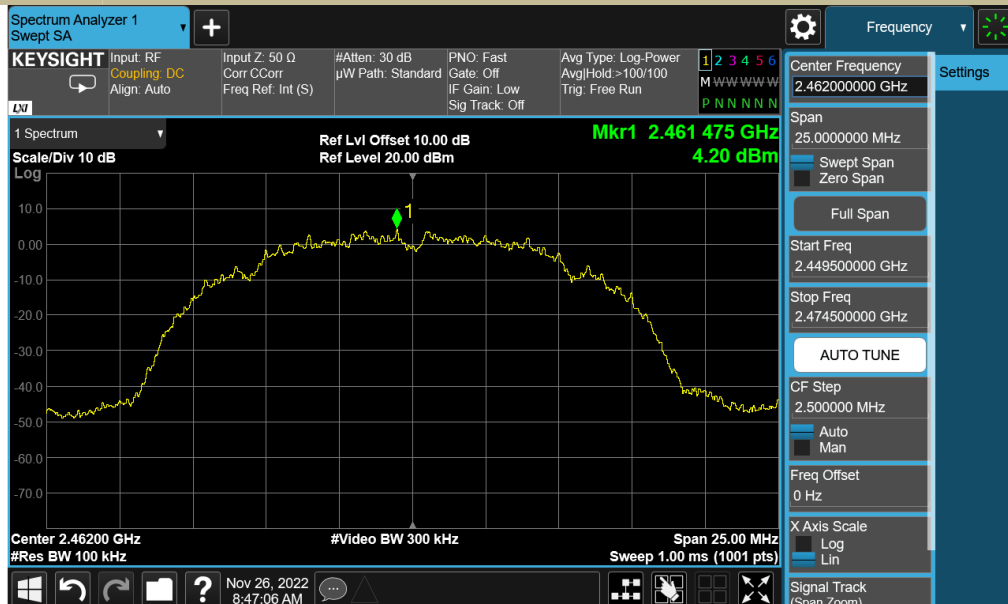 Spectrum Analyzer 1
Swept SA
+
Frequency
KEYSIGHT
Input: RF
Coupling: DC
Align: Auto
Input Z: 50 Ω
Corr CCorr
Freq Ref: Int (S)
#Atten: 30 dB
µW Path: Standard
PNO: Fast
Gate: Off
IF Gain: Low
Sig Track: Off
Avg Type: Log-Power
Avg|Hold:>100/100
Trig: Free Run
1 2 3 4 5 6
M W W W W W
P N N N N N
LXI
1 Spectrum
Scale/Div 10 dB
Log
Ref Lvl Offset 10.00 dB
Ref Level 20.00 dBm
Mkr1 2.461 475 GHz
4.20 dBm
1
10.0
0.00
-10.0
-20.0
-30.0
-40.0
-50.0
-60.0
-70.0
Center 2.46200 GHz
#Res BW 100 kHz
#Video BW 300 kHz
Span 25.00 MHz
Sweep 1.00 ms (1001 pts)
?
Nov 26, 2022
8:47:06 AM
Center Frequency
2.462000000 GHz
Settings
Span
25.0000000 MHz
Swept Span
Zero Span
Full Span
Start Freq
2.449500000 GHz
Stop Freq
2.474500000 GHz
AUTO TUNE
CF Step
2.500000 MHz
Auto
Man
Freq Offset
0 Hz
X Axis Scale
Log
Lin
Signal Track
(Span Zoom)